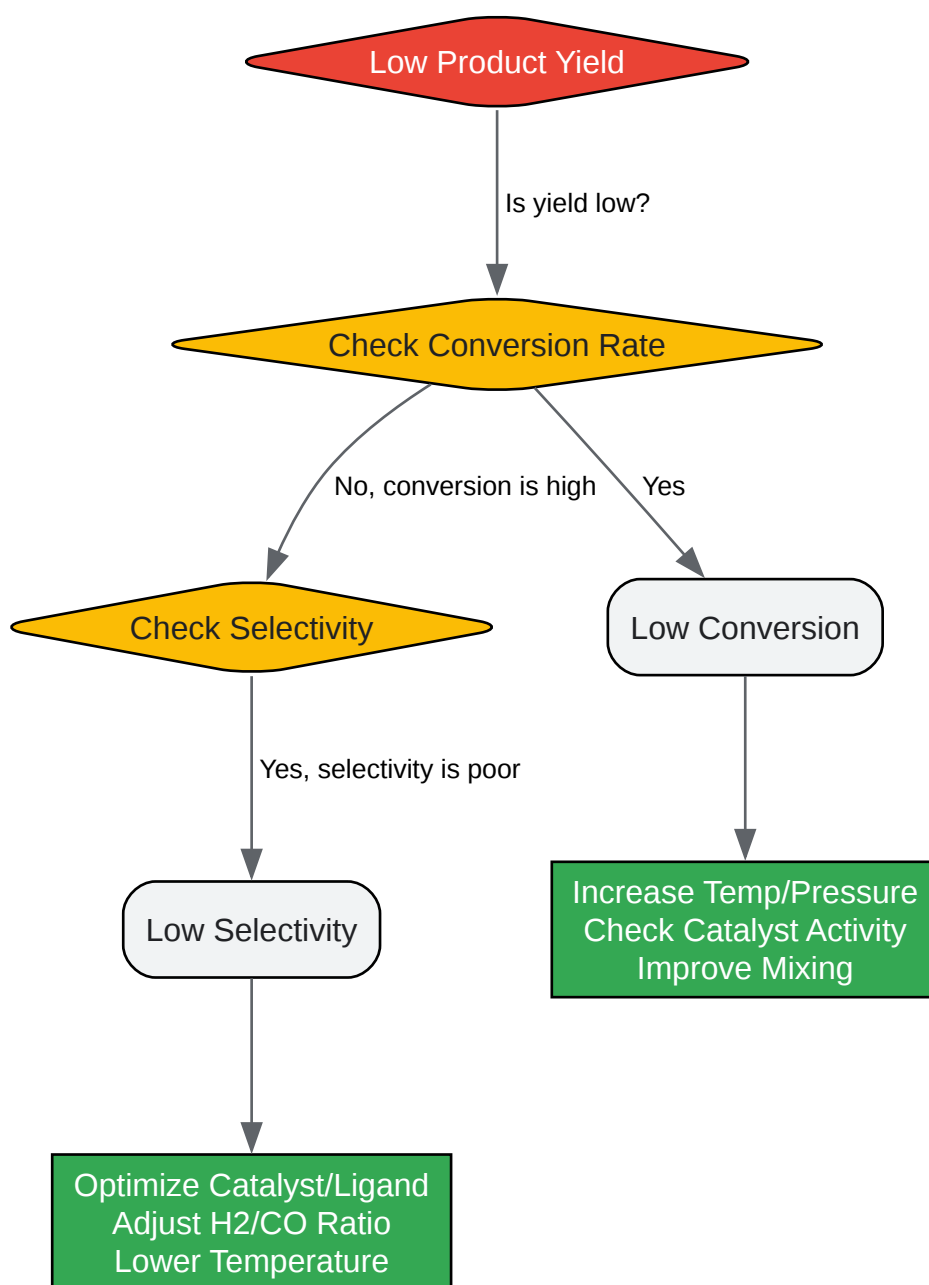 Low Product Yield
Is yield low?
Check Conversion Rate
No, conversion is high
Yes
Check Selectivity
Low Conversion
Yes, selectivity is poor
Increase Temp/Pressure
Check Catalyst Activity
Improve Mixing
Low Selectivity
Optimize Catalyst/Ligand
Adjust H2/CO Ratio
Lower Temperature